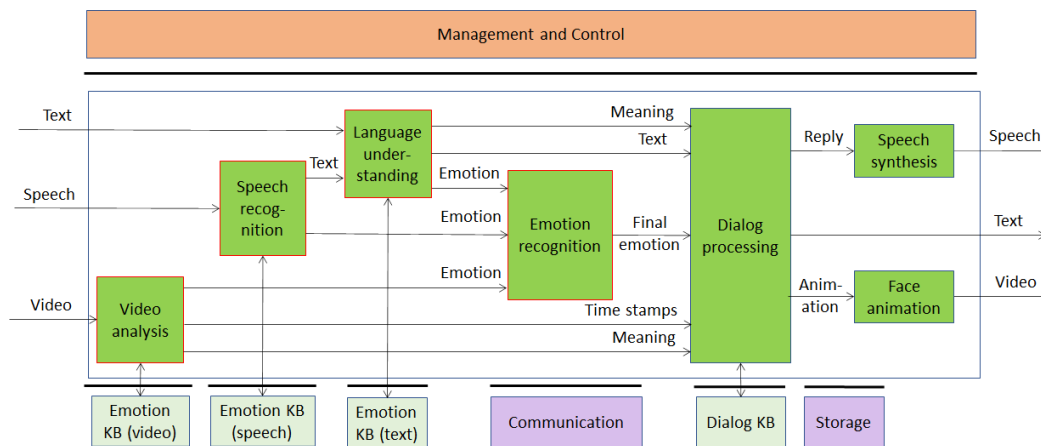 Management and Control
Text
Meaning
Language
under-
standing
Text
Reply
Speech
synthesis
Speech
Text
Emotion
Speech
Speech
recog-
nition
Emotion
Emotion
recognition
Final
emotion
Dialog
processing
Text
Emotion
Video
Video
analysis
Time stamps
Meaning
Anim-
ation
Face
animation
Video
Emotion
KB (video)
Emotion KB
(speech)
Emotion
KB (text)
Communication
Dialog KB
Storage